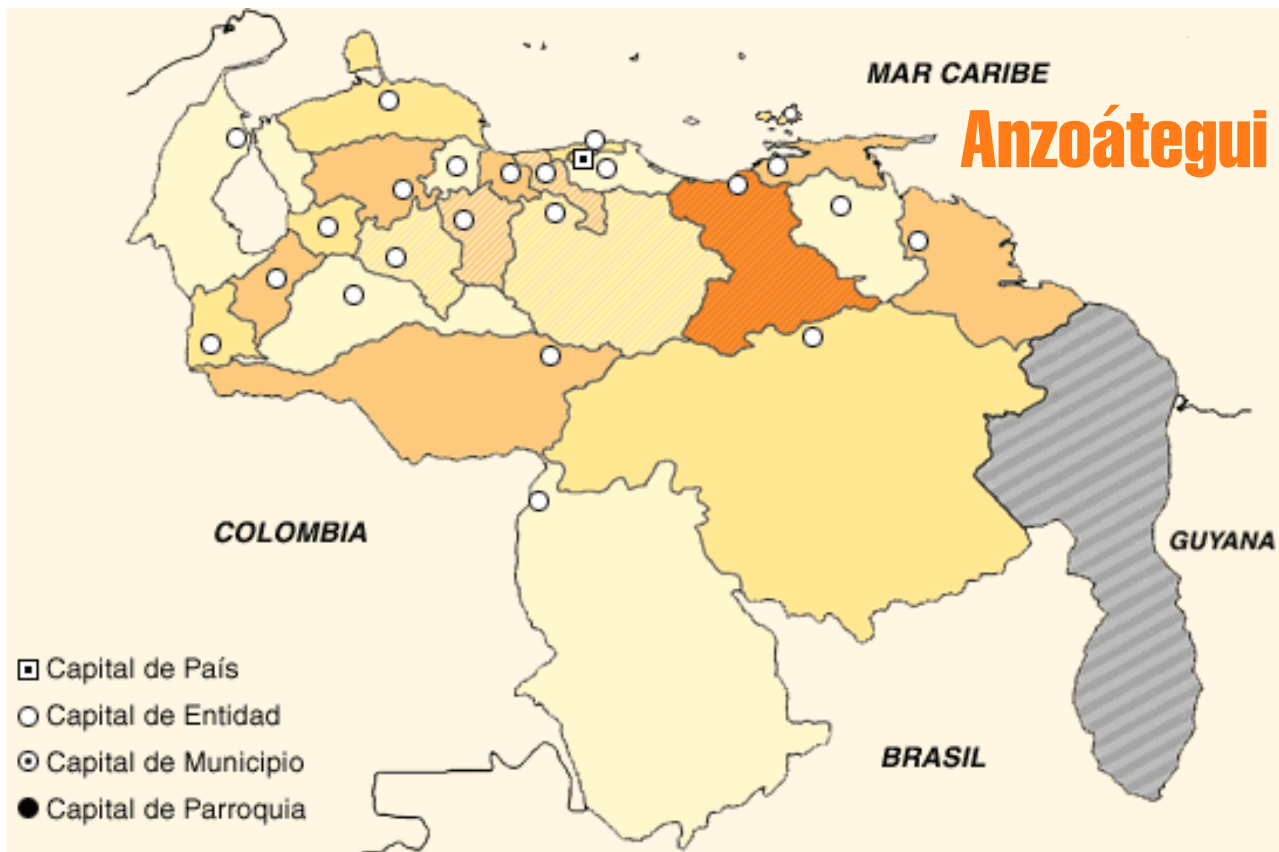 MAR CARIBE
Anzoátegui
COLOMBIA
GUYANA
BRASIL
Capital de País
Capital de Entidad
Capital de Municipio
Capital de Parroquia